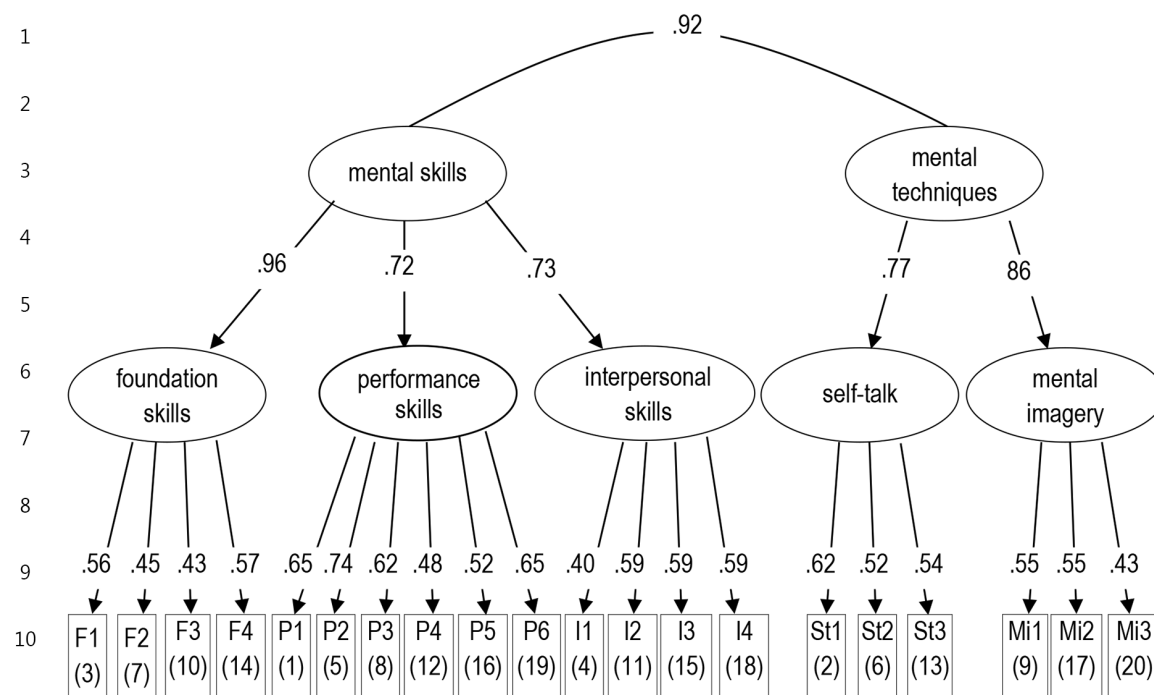 1
.92
2
3
mental skills
mental
techniques
4
.96
.72
.73
.77
86
5
6
foundation
skills
performance
skills
interpersonal
skills
self-talk
mental
imagery
7
8
9
.56 .45 .43 .57 .65 .74 .62 .48 .52 .65 .40 .59 .59 .59 .62 .52 .54 .55 .55 .43
10
F1 F2 F3 F4 P1 P2 P3 P4 P5 P6 I1 I2 I3 I4 St1 St2 St3 Mi1 Mi2 Mi3
(3) (7) (10) (14) (1) (5) (8) (12) (16) (19) (4) (11) (15) (18) (2) (6) (13) (9) (17) (20)